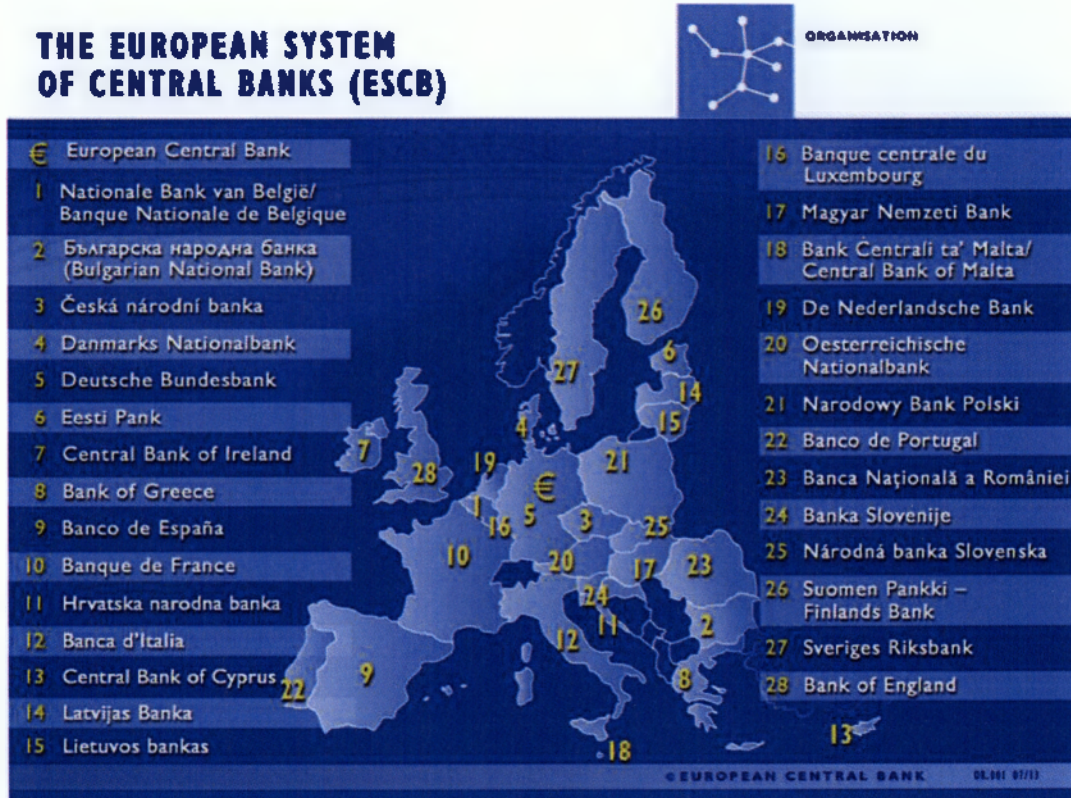 THE EUROPEAN SYSTEM
OF CENTRAL BANKS (ESCB)
ORGANISATION
€ European Central Bank
1 Nationale Bank van België/
Banque Nationale de Belgique
2 Българска народна банка
(Bulgarian National Bank)
3 Česká národní banka
4 Danmarks Nationalbank
5 Deutsche Bundesbank
6 Eesti Pank
7 Central Bank of Ireland
8 Bank of Greece
9 Banco de España
10 Banque de France
11 Hrvatska narodna banka
12 Banca d'Italia
13 Central Bank of Cyprus
14 Latvijas Banka
15 Lietuvos bankas
26
6
27
14
15
4
7
19
21
28
€
1
5
16
3
25
10
20
17
23
24
11
2
12
9
8
22
13
18
16 Banque centrale du
Luxembourg
17 Magyar Nemzeti Bank
18 Bank Ċentrali ta' Malta/
Central Bank of Malta
19 De Nederlandsche Bank
20 Oesterreichische
Nationalbank
21 Narodowy Bank Polski
22 Banco de Portugal
23 Banca Naţională a României
24 Banka Slovenije
25 Národná banka Slovenska
26 Suomen Pankki –
Finlands Bank
27 Sveriges Riksbank
28 Bank of England
© EUROPEAN CENTRAL BANK